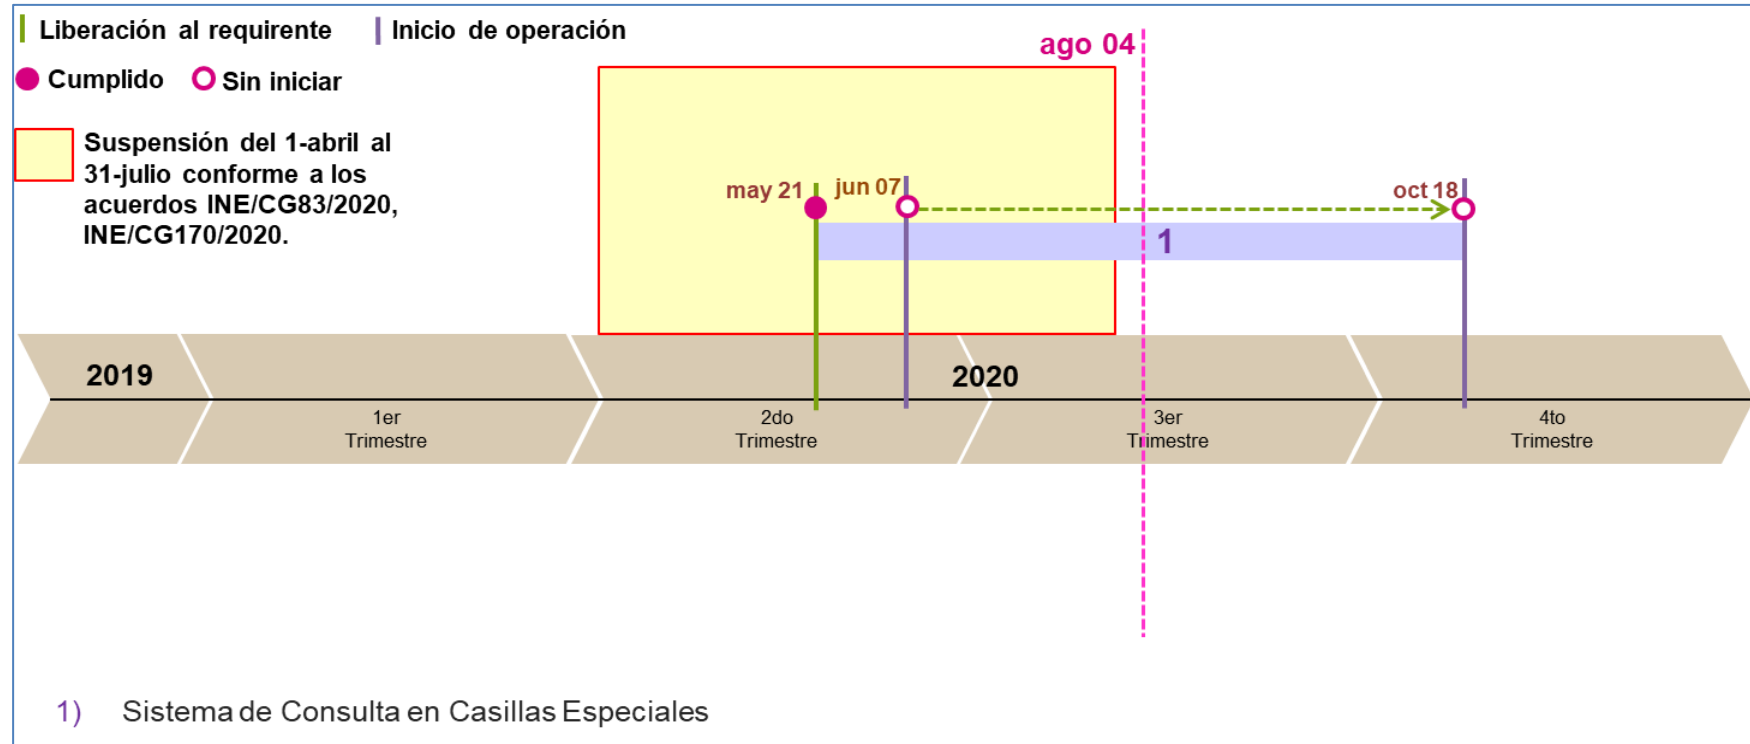 Liberación al requirente
Inicio de operación
ago 04
Cumplido
Sin iniciar
Suspensión del 1-abril al
31-julio conforme a los
acuerdos INE/CG83/2020,
INE/CG170/2020.
may 21
jun 07
oct 18
1
2019
2020
1er
Trimestre
2do
Trimestre
3er
Trimestre
4to
Trimestre
1) Sistema de Consulta en Casillas Especiales